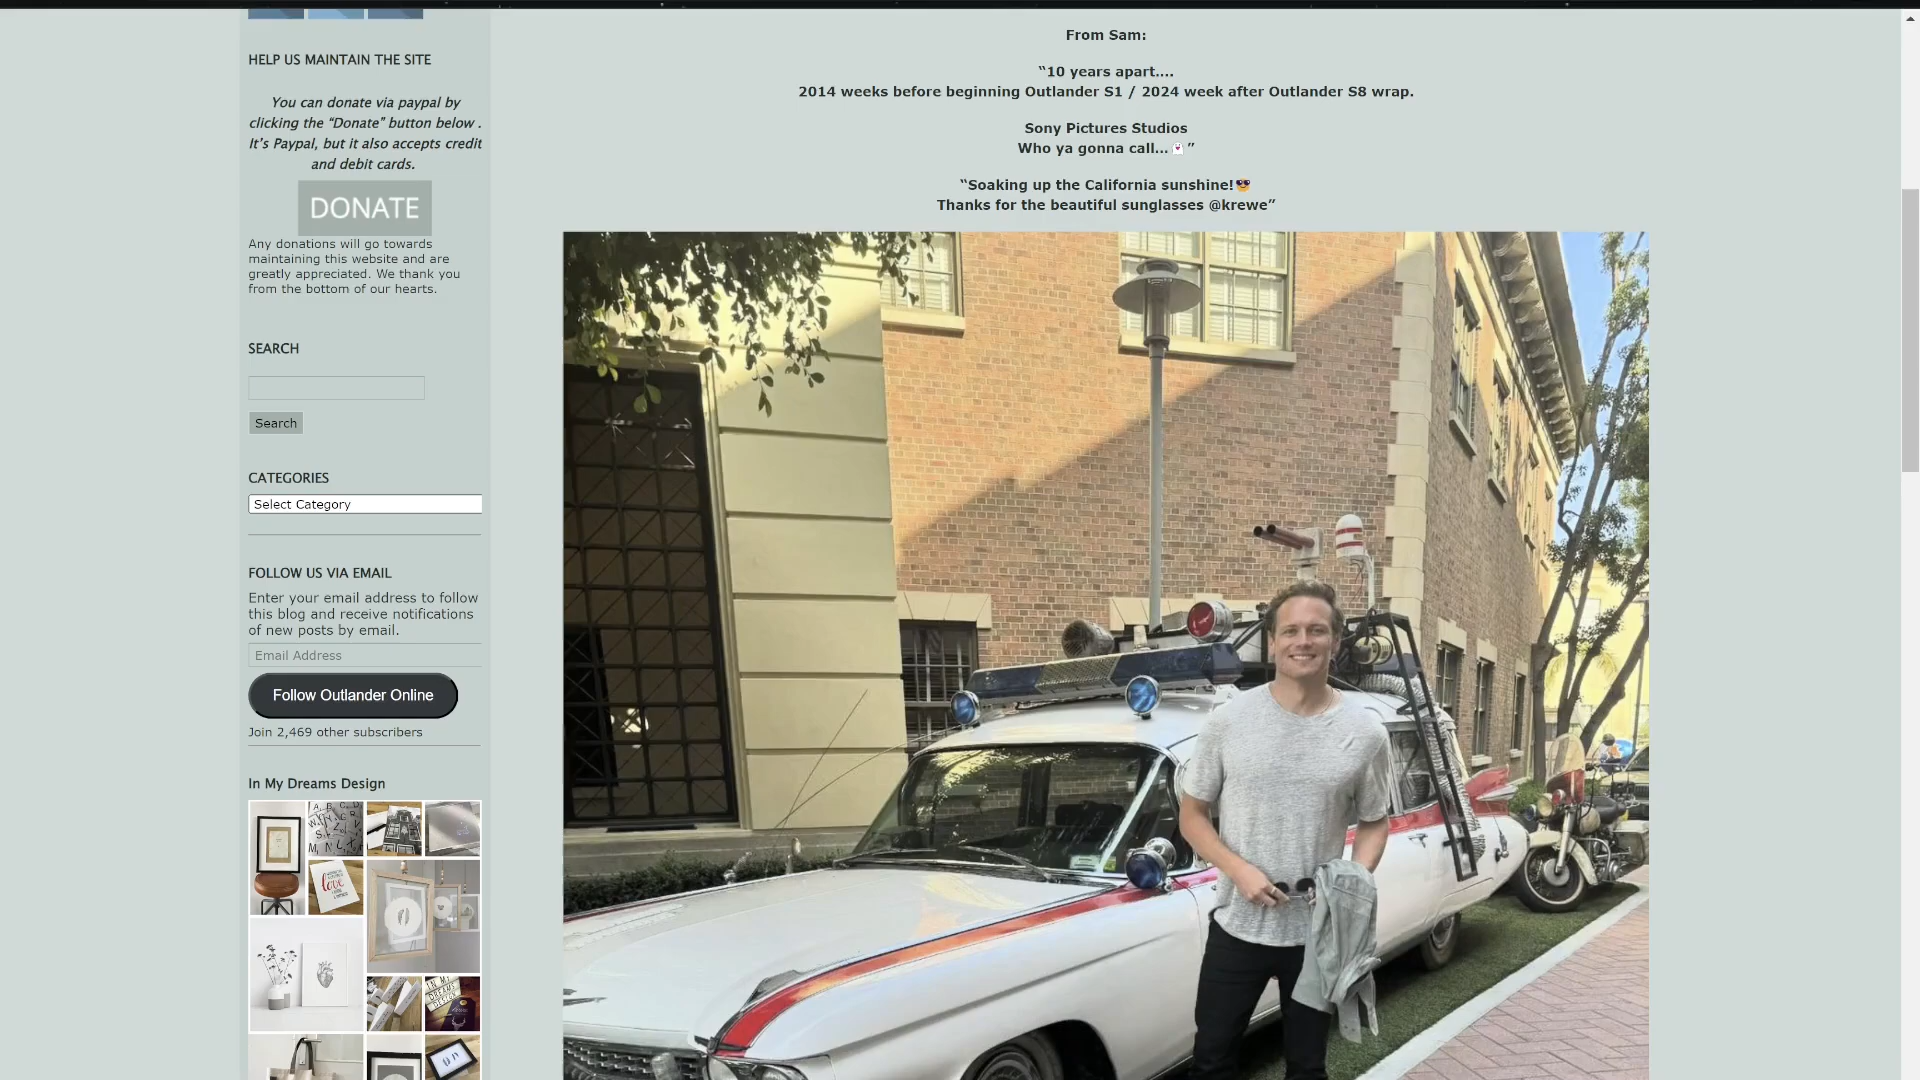 HELP US MAINTAIN THE SITE
You can donate via paypal by
clicking the “Donate” button below .
It’s Paypal, but it also accepts credit
and debit cards.
DONATE
Any donations will go towards
maintaining this website and are
greatly appreciated. We thank you
from the bottom of our hearts.
SEARCH
Search
CATEGORIES
Select Category
FOLLOW US VIA EMAIL
Enter your email address to follow
this blog and receive notifications
of new posts by email.
Email Address
Follow Outlander Online
Join 2,469 other subscribers
In My Dreams Design
love
IN MY
DREAMS
DESIGN
From Sam:
“10 years apart….
2014 weeks before beginning Outlander S1 / 2024 week after Outlander S8 wrap.
Sony Pictures Studios
Who ya gonna call…👻”
“Soaking up the California sunshine!😎
Thanks for the beautiful sunglasses @krewe”